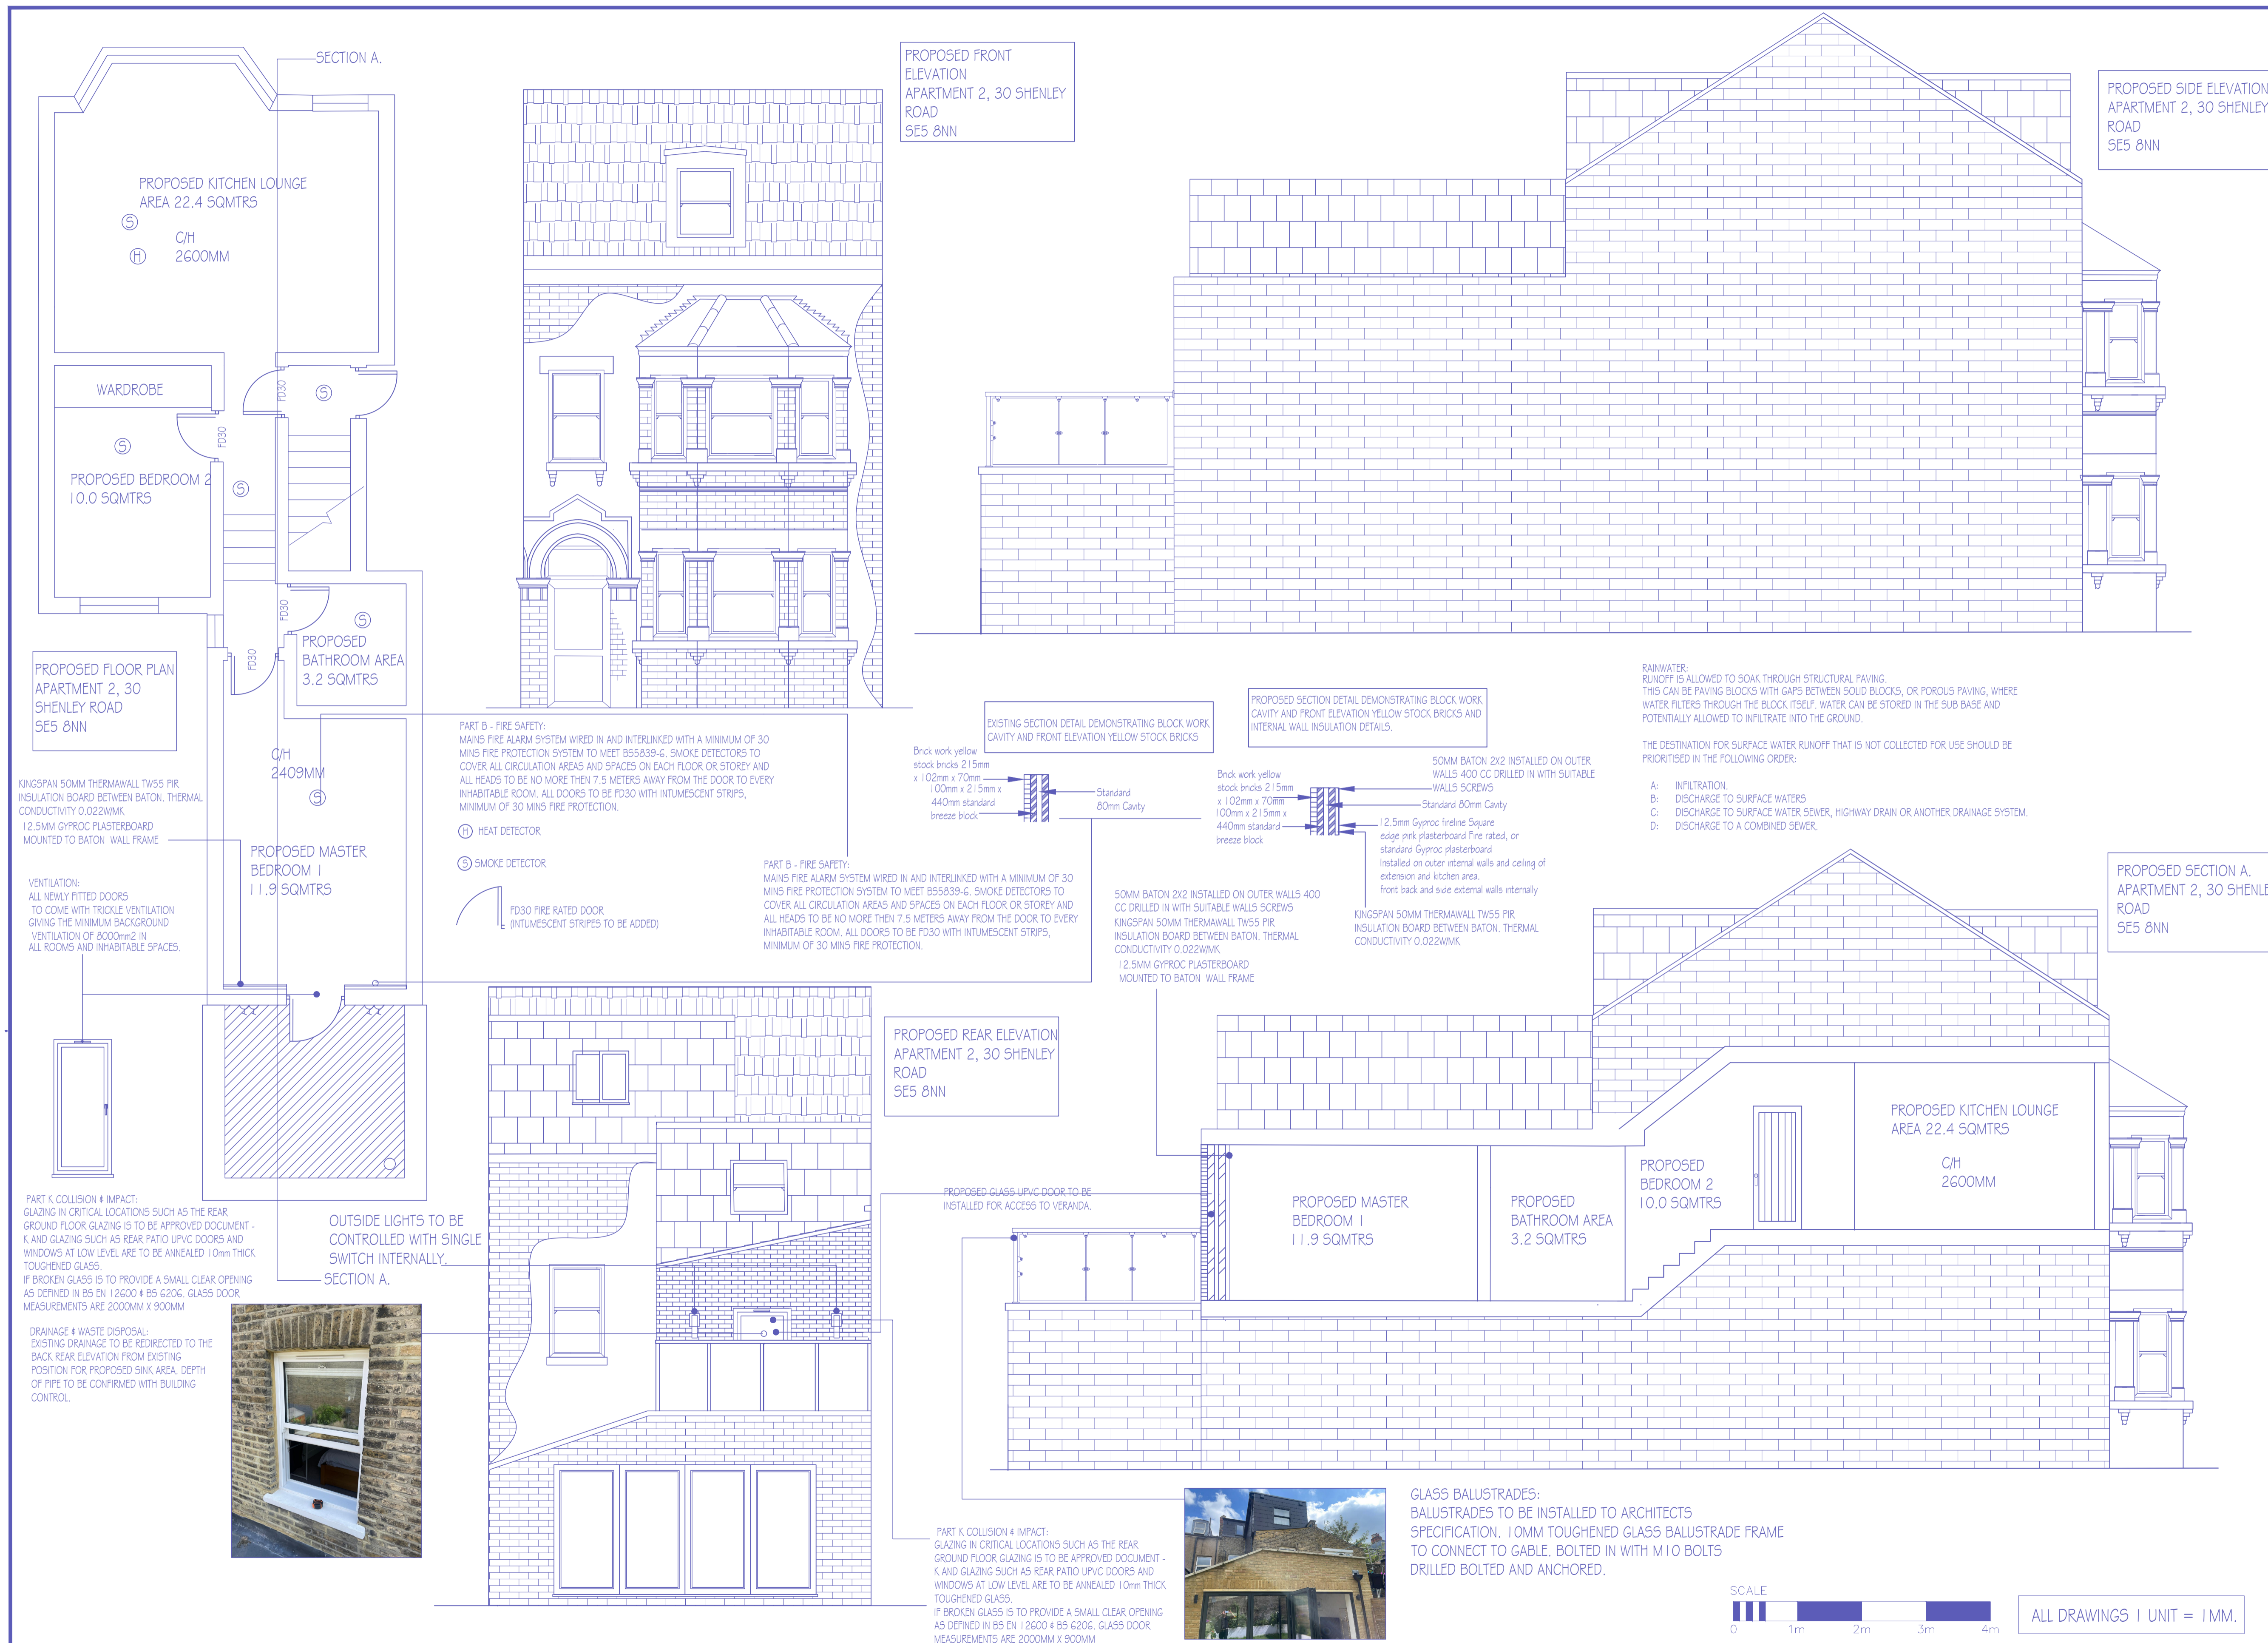 SECTION A.
PROPOSED KITCHEN LOUNGE
AREA 22.4 SQMTRS
S
C/H
2600MM
H
WARDROBE
FD30
S
S
FD30
PROPOSED BEDROOM 2
10.0 SQMTRS
S
FD30
S
PROPOSED
BATHROOM AREA
3.2 SQMTRS
FD30
PROPOSED FLOOR PLAN
APARTMENT 2, 30
SHENLEY ROAD
SE5 8NN
C/H
2409MM
S
KINGSPAN 50MM THERMAWALL TW55 PIR
INSULATION BOARD BETWEEN BATON. THERMAL
CONDUCTIVITY 0.022W/MK
12.5MM GYPROC PLASTERBOARD
MOUNTED TO BATON WALL FRAME
PROPOSED MASTER
BEDROOM 1
11.9 SQMTRS
VENTILATION:
ALL NEWLY FITTED DOORS
TO COME WITH TRICKLE VENTILATION
GIVING THE MINIMUM BACKGROUND
VENTILATION OF 8000mm2 IN
ALL ROOMS AND INHABITABLE SPACES.
PART K COLLISION & IMPACT:
GLAZING IN CRITICAL LOCATIONS SUCH AS THE REAR
GROUND FLOOR GLAZING IS TO BE APPROVED DOCUMENT -
K AND GLAZING SUCH AS REAR PATIO UPVC DOORS AND
WINDOWS AT LOW LEVEL ARE TO BE ANNEALED 10mm THICK
TOUGHENED GLASS.
IF BROKEN GLASS IS TO PROVIDE A SMALL CLEAR OPENING
AS DEFINED IN BS EN 12600 & BS 6206. GLASS DOOR
MEASUREMENTS ARE 2000MM X 900MM
OUTSIDE LIGHTS TO BE
CONTROLLED WITH SINGLE
SWITCH INTERNALLY.
SECTION A.
DRAINAGE & WASTE DISPOSAL:
EXISTING DRAINAGE TO BE REDIRECTED TO THE
BACK REAR ELEVATION FROM EXISTING
POSITION FOR PROPOSED SINK AREA. DEPTH
OF PIPE TO BE CONFIRMED WITH BUILDING
CONTROL.
PROPOSED FRONT
ELEVATION
APARTMENT 2, 30 SHENLEY
ROAD
SE5 8NN
PROPOSED SIDE ELEVATION
APARTMENT 2, 30 SHENLEY
ROAD
SE5 8NN
PART B - FIRE SAFETY:
MAINS FIRE ALARM SYSTEM WIRED IN AND INTERLINKED WITH A MINIMUM OF 30
MINS FIRE PROTECTION SYSTEM TO MEET BS5839-6. SMOKE DETECTORS TO
COVER ALL CIRCULATION AREAS AND SPACES ON EACH FLOOR OR STOREY AND
ALL HEADS TO BE NO MORE THEN 7.5 METERS AWAY FROM THE DOOR TO EVERY
INHABITABLE ROOM. ALL DOORS TO BE FD30 WITH INTUMESCENT STRIPS,
MINIMUM OF 30 MINS FIRE PROTECTION.
H HEAT DETECTOR
S SMOKE DETECTOR
FD30 FIRE RATED DOOR
(INTUMESCENT STRIPES TO BE ADDED)
PART B - FIRE SAFETY:
MAINS FIRE ALARM SYSTEM WIRED IN AND INTERLINKED WITH A MINIMUM OF 30
MINS FIRE PROTECTION SYSTEM TO MEET BS5839-6. SMOKE DETECTORS TO
COVER ALL CIRCULATION AREAS AND SPACES ON EACH FLOOR OR STOREY AND
ALL HEADS TO BE NO MORE THEN 7.5 METERS AWAY FROM THE DOOR TO EVERY
INHABITABLE ROOM. ALL DOORS TO BE FD30 WITH INTUMESCENT STRIPS,
MINIMUM OF 30 MINS FIRE PROTECTION.
EXISTING SECTION DETAIL DEMONSTRATING BLOCK WORK
CAVITY AND FRONT ELEVATION YELLOW STOCK BRICKS
Brick work yellow
stock bricks 215mm
x 102mm x 70mm
100mm x 215mm x
440mm standard
breeze block
Standard
80mm Cavity
PROPOSED SECTION DETAIL DEMONSTRATING BLOCK WORK
CAVITY AND FRONT ELEVATION YELLOW STOCK BRICKS AND
INTERNAL WALL INSULATION DETAILS.
Brick work yellow
stock bricks 215mm
x 102mm x 70mm
100mm x 215mm x
440mm standard
breeze block
50MM BATON 2X2 INSTALLED ON OUTER
WALLS 400 CC DRILLED IN WITH SUITABLE
WALLS SCREWS
Standard 80mm Cavity
12.5mm Gyproc fireline Square
edge pink plasterboard Fire rated, or
standard Gyproc plasterboard
Installed on outer internal walls and ceiling of
extension and kitchen area.
front back and side external walls internally
KINGSPAN 50MM THERMAWALL TW55 PIR
INSULATION BOARD BETWEEN BATON. THERMAL
CONDUCTIVITY 0.022W/MK
50MM BATON 2X2 INSTALLED ON OUTER WALLS 400
CC DRILLED IN WITH SUITABLE WALLS SCREWS
KINGSPAN 50MM THERMAWALL TW55 PIR
INSULATION BOARD BETWEEN BATON. THERMAL
CONDUCTIVITY 0.022W/MK
12.5MM GYPROC PLASTERBOARD
MOUNTED TO BATON WALL FRAME
RAINWATER:
RUNOFF IS ALLOWED TO SOAK THROUGH STRUCTURAL PAVING.
THIS CAN BE PAVING BLOCKS WITH GAPS BETWEEN SOLID BLOCKS, OR POROUS PAVING, WHERE
WATER FILTERS THROUGH THE BLOCK ITSELF. WATER CAN BE STORED IN THE SUB BASE AND
POTENTIALLY ALLOWED TO INFILTRATE INTO THE GROUND.
THE DESTINATION FOR SURFACE WATER RUNOFF THAT IS NOT COLLECTED FOR USE SHOULD BE
PRIORITISED IN THE FOLLOWING ORDER:
A: INFILTRATION.
B: DISCHARGE TO SURFACE WATERS
C: DISCHARGE TO SURFACE WATER SEWER, HIGHWAY DRAIN OR ANOTHER DRAINAGE SYSTEM.
D: DISCHARGE TO A COMBINED SEWER.
PROPOSED SECTION A.
APARTMENT 2, 30 SHENLE
ROAD
SE5 8NN
PROPOSED REAR ELEVATION
APARTMENT 2, 30 SHENLEY
ROAD
SE5 8NN
PROPOSED GLASS UPVC DOOR TO BE
INSTALLED FOR ACCESS TO VERANDA.
PROPOSED MASTER
BEDROOM 1
11.9 SQMTRS
PROPOSED
BATHROOM AREA
3.2 SQMTRS
PROPOSED
BEDROOM 2
10.0 SQMTRS
PROPOSED KITCHEN LOUNGE
AREA 22.4 SQMTRS
C/H
2600MM
PART K COLLISION & IMPACT:
GLAZING IN CRITICAL LOCATIONS SUCH AS THE REAR
GROUND FLOOR GLAZING IS TO BE APPROVED DOCUMENT -
K AND GLAZING SUCH AS REAR PATIO UPVC DOORS AND
WINDOWS AT LOW LEVEL ARE TO BE ANNEALED 10mm THICK
TOUGHENED GLASS.
IF BROKEN GLASS IS TO PROVIDE A SMALL CLEAR OPENING
AS DEFINED IN BS EN 12600 & BS 6206. GLASS DOOR
MEASUREMENTS ARE 2000MM X 900MM
GLASS BALUSTRADES:
BALUSTRADES TO BE INSTALLED TO ARCHITECTS
SPECIFICATION. 10MM TOUGHENED GLASS BALUSTRADE FRAME
TO CONNECT TO GABLE. BOLTED IN WITH M10 BOLTS
DRILLED BOLTED AND ANCHORED.
SCALE
0 1m 2m 3m 4m
ALL DRAWINGS 1 UNIT = 1MM.